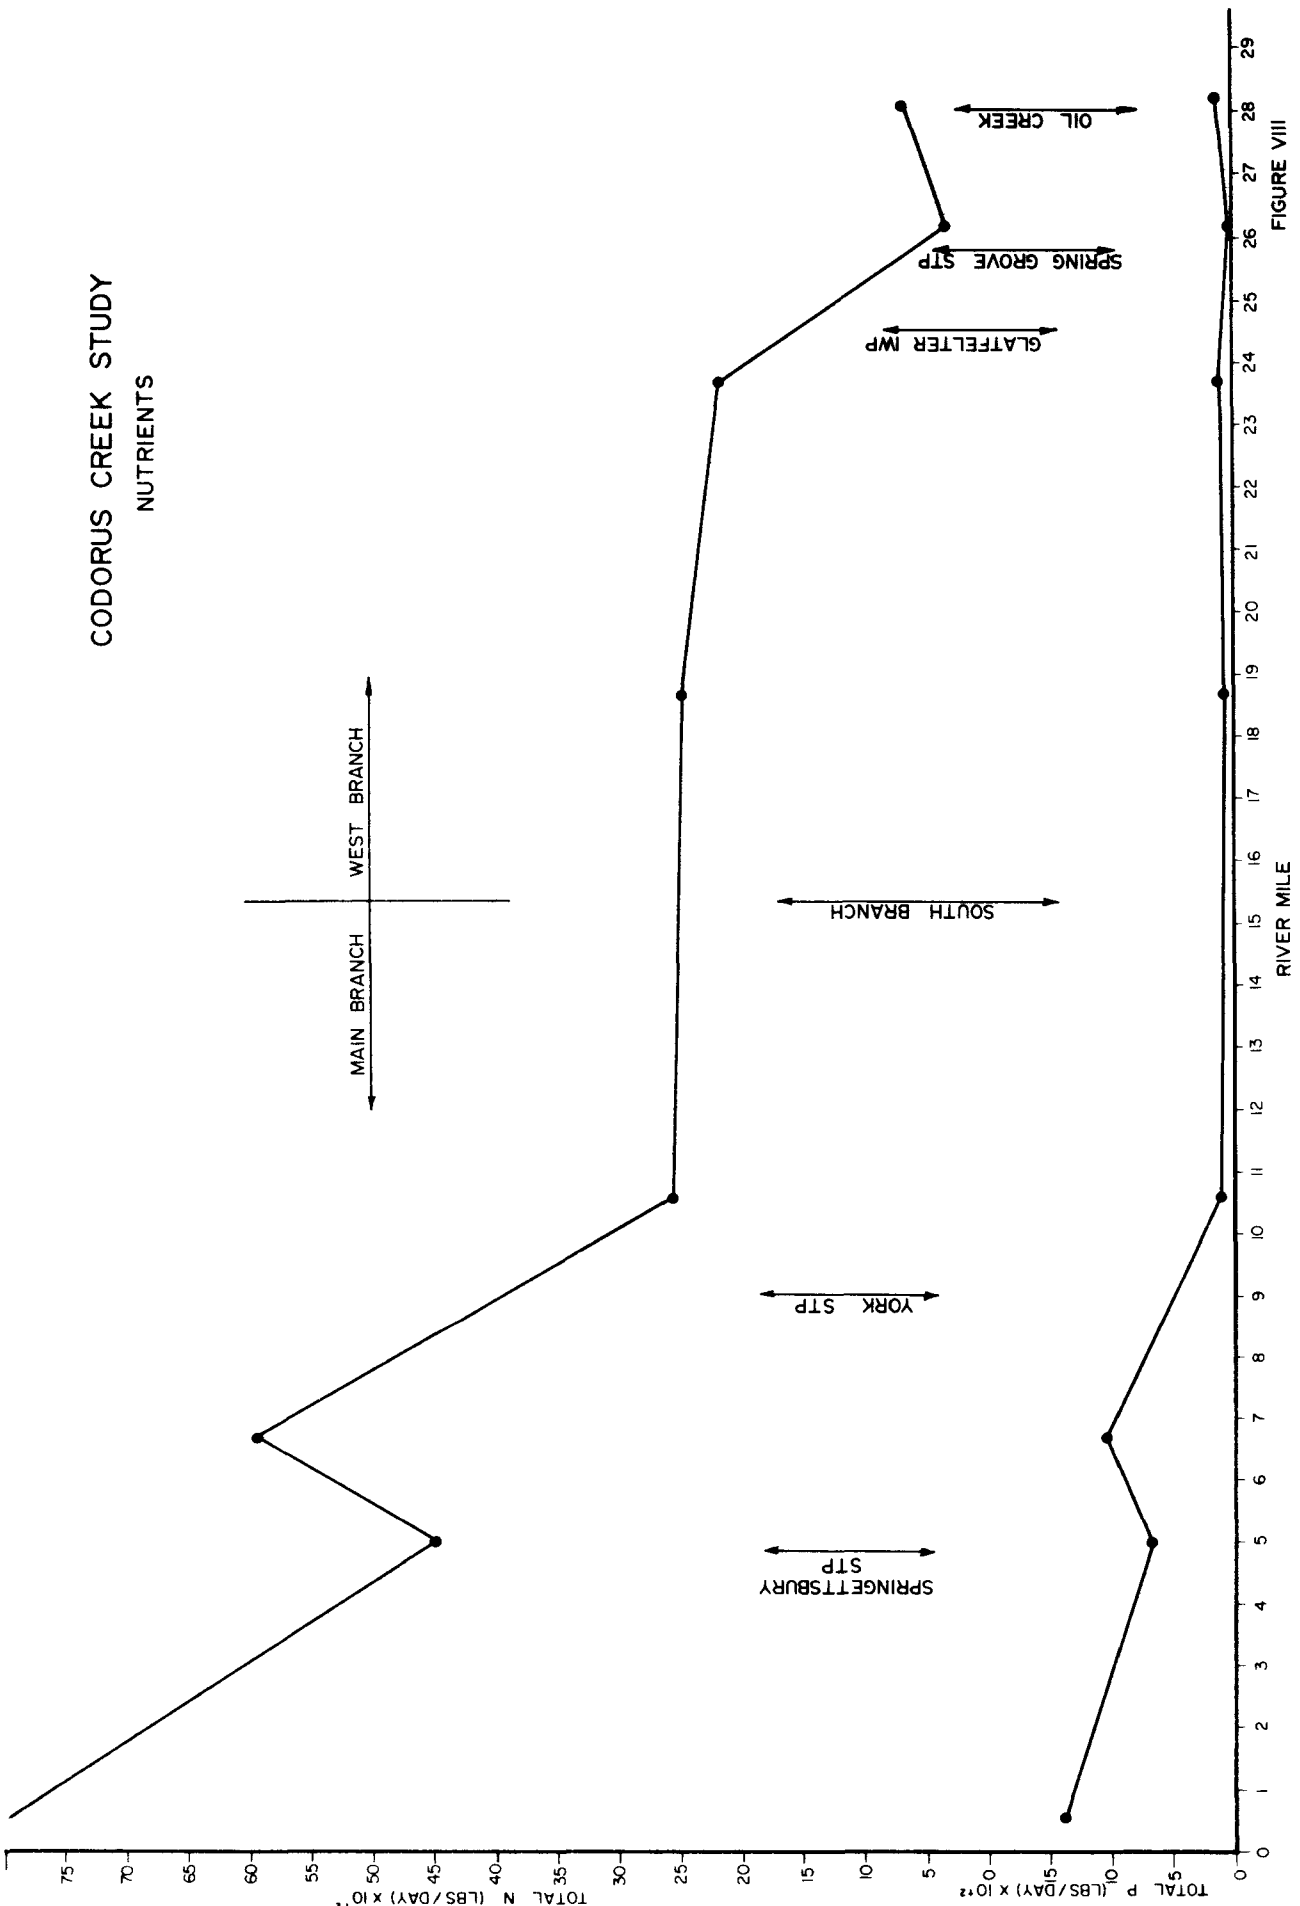 CODORUS CREEK STUDY
NUTRIENTS
MAIN BRANCH
WEST BRANCH
SOUTH BRANCH
SPRINGETTSBURY
STP
YORK STP
GLATFELTER IWP
SPRING GROVE STP
OIL CREEK
TOTAL N (LBS/DAY) x 10
75
70
65
60
55
50
45
40
35
30
25
20
15
10
5
0
TOTAL P (LBS/DAY) x 10+2
15
10
5
0
0 1 2 3 4 5 6 7 8 9 10 11 12 13 14 15 16 17 18 19 20 21 22 23 24 25 26 27 28 29
RIVER MILE
FIGURE VIII